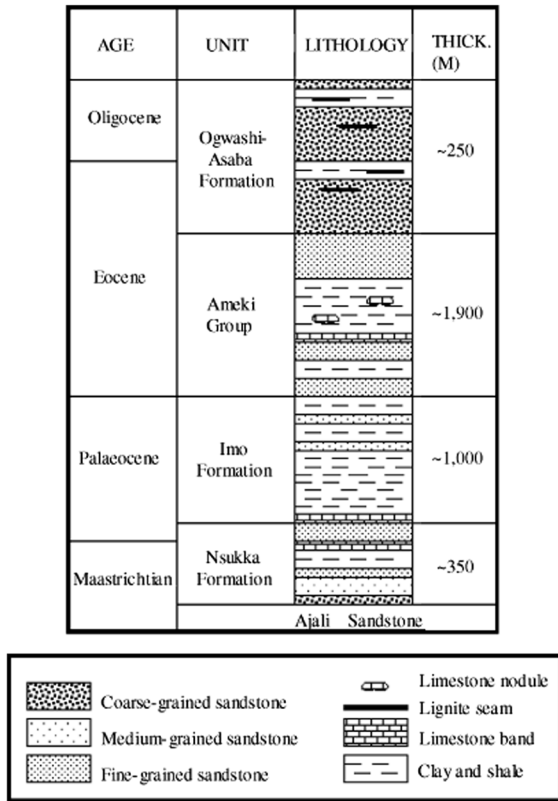 AGE UNIT LITHOLOGY THICK. (M)
Oligocene
Ogwashi-
Asaba
Formation
~250
Eocene
Ameki
Group
~1,900
Palaeocene
Imo
Formation
~1,000
Maastrichtian
Nsukka
Formation
~350
Ajali Sandstone
Coarse-grained sandstone
Medium-grained sandstone
Fine-grained sandstone
Limestone nodule
Lignite seam
Limestone band
Clay and shale